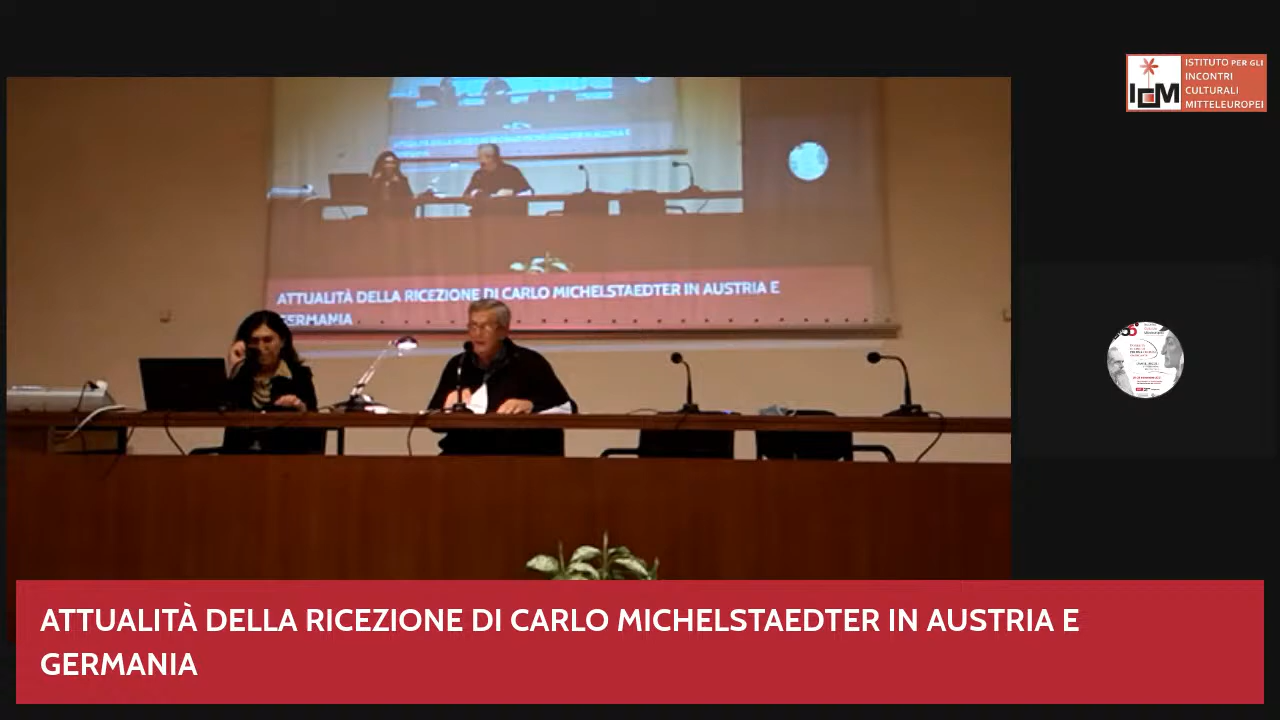 ICM
ISTITUTO PER GLI
INCONTRI
CULTURALI
MITTELEUROPEI
ATTUALITÀ DELLA RICEZIONE DI CARLO MICHELSTAEDTER IN AUSTRIA E
GERMANIA
ATTUALITÀ DELLA RICEZIONE DI CARLO MICHELSTAEDTER IN AUSTRIA E
GERMANIA